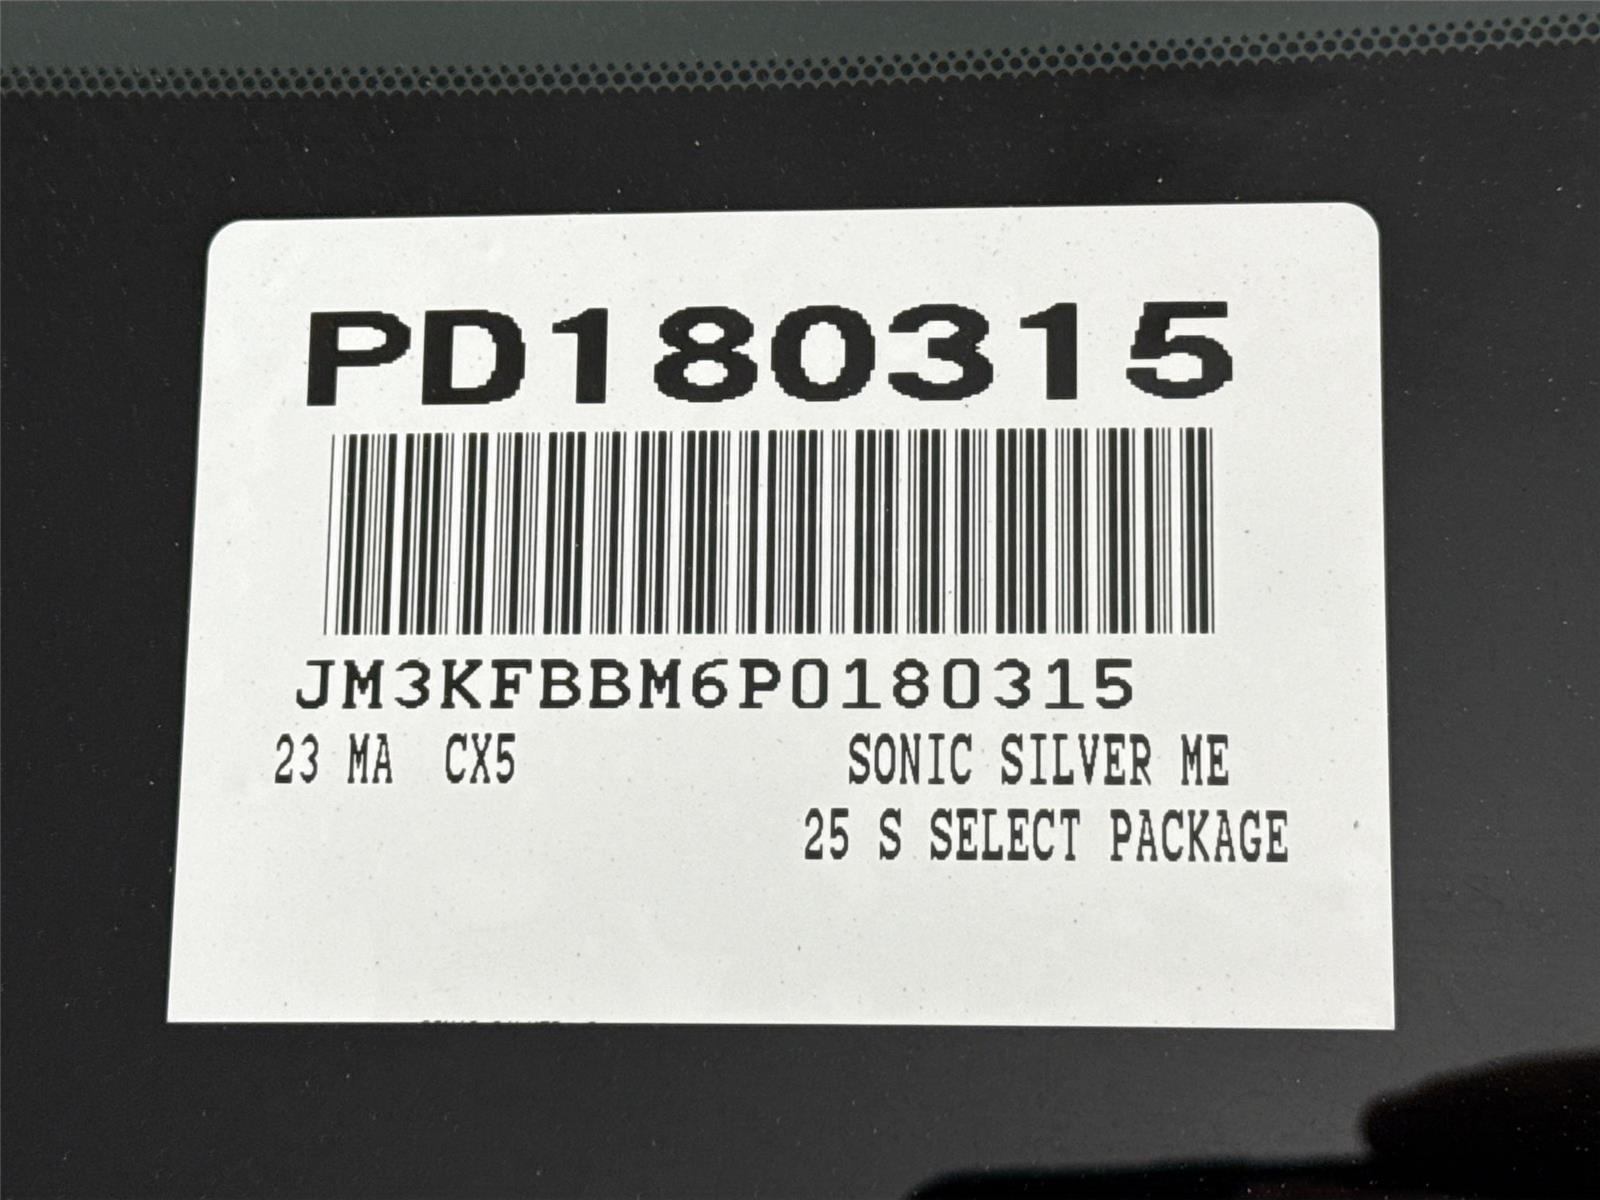 PD180315
JM3KFBBM6P0180315
23 MA CX5 SONIC SILVER ME
25 S SELECT PACKAGE